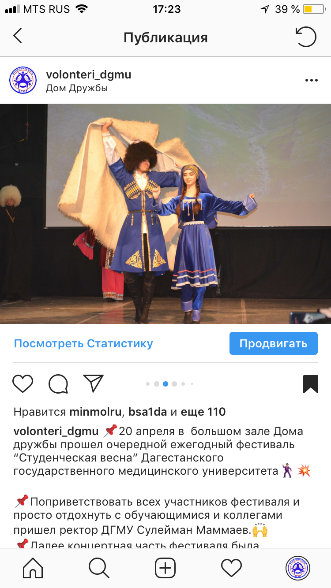 MTS RUS 17:23 39 %
Публикация
volonteri_dgmu
Дом Дружбы
Посмотреть Статистику Продвигать
Нравится minmolru, bsa1da и еще 110
volonteri_dgmu 📌20 апреля в большом зале Дома
дружбы прошел очередной ежегодный фестиваль
“Студенческая весна” Дагестанского
государственного медицинского университета 🕺💥
📌Поприветствовать всех участников фестиваля и
просто отдохнуть с обучающимися и коллегами
пришел ректор ДГМУ Сулейман Маммаев.🙌
📌Далее концертная часть фестиваля была